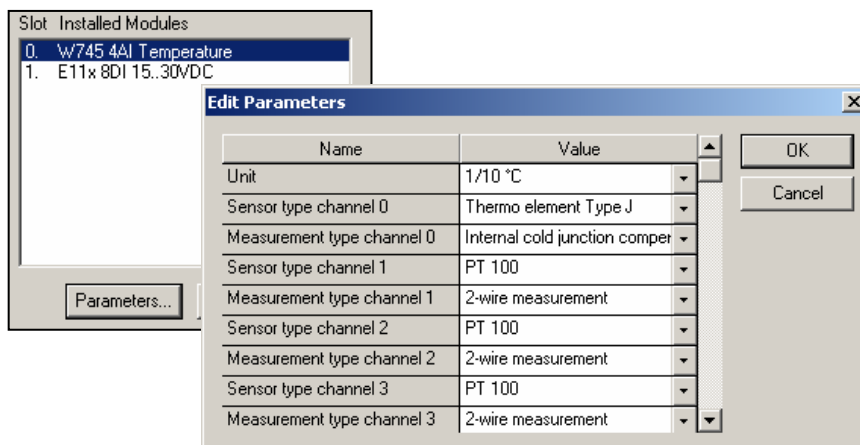 Slot Installed Modules
0. W745 4AI Temperature
1. E11x 8DI 15..30VDC
Parameters...
Edit Parameters
Name Value
Unit 1/10 °C
Sensor type channel 0 Thermo element Type J
Measurement type channel 0 Internal cold junction comper
Sensor type channel 1 PT 100
Measurement type channel 1 2-wire measurement
Sensor type channel 2 PT 100
Measurement type channel 2 2-wire measurement
Sensor type channel 3 PT 100
Measurement type channel 3 2-wire measurement
OK
Cancel